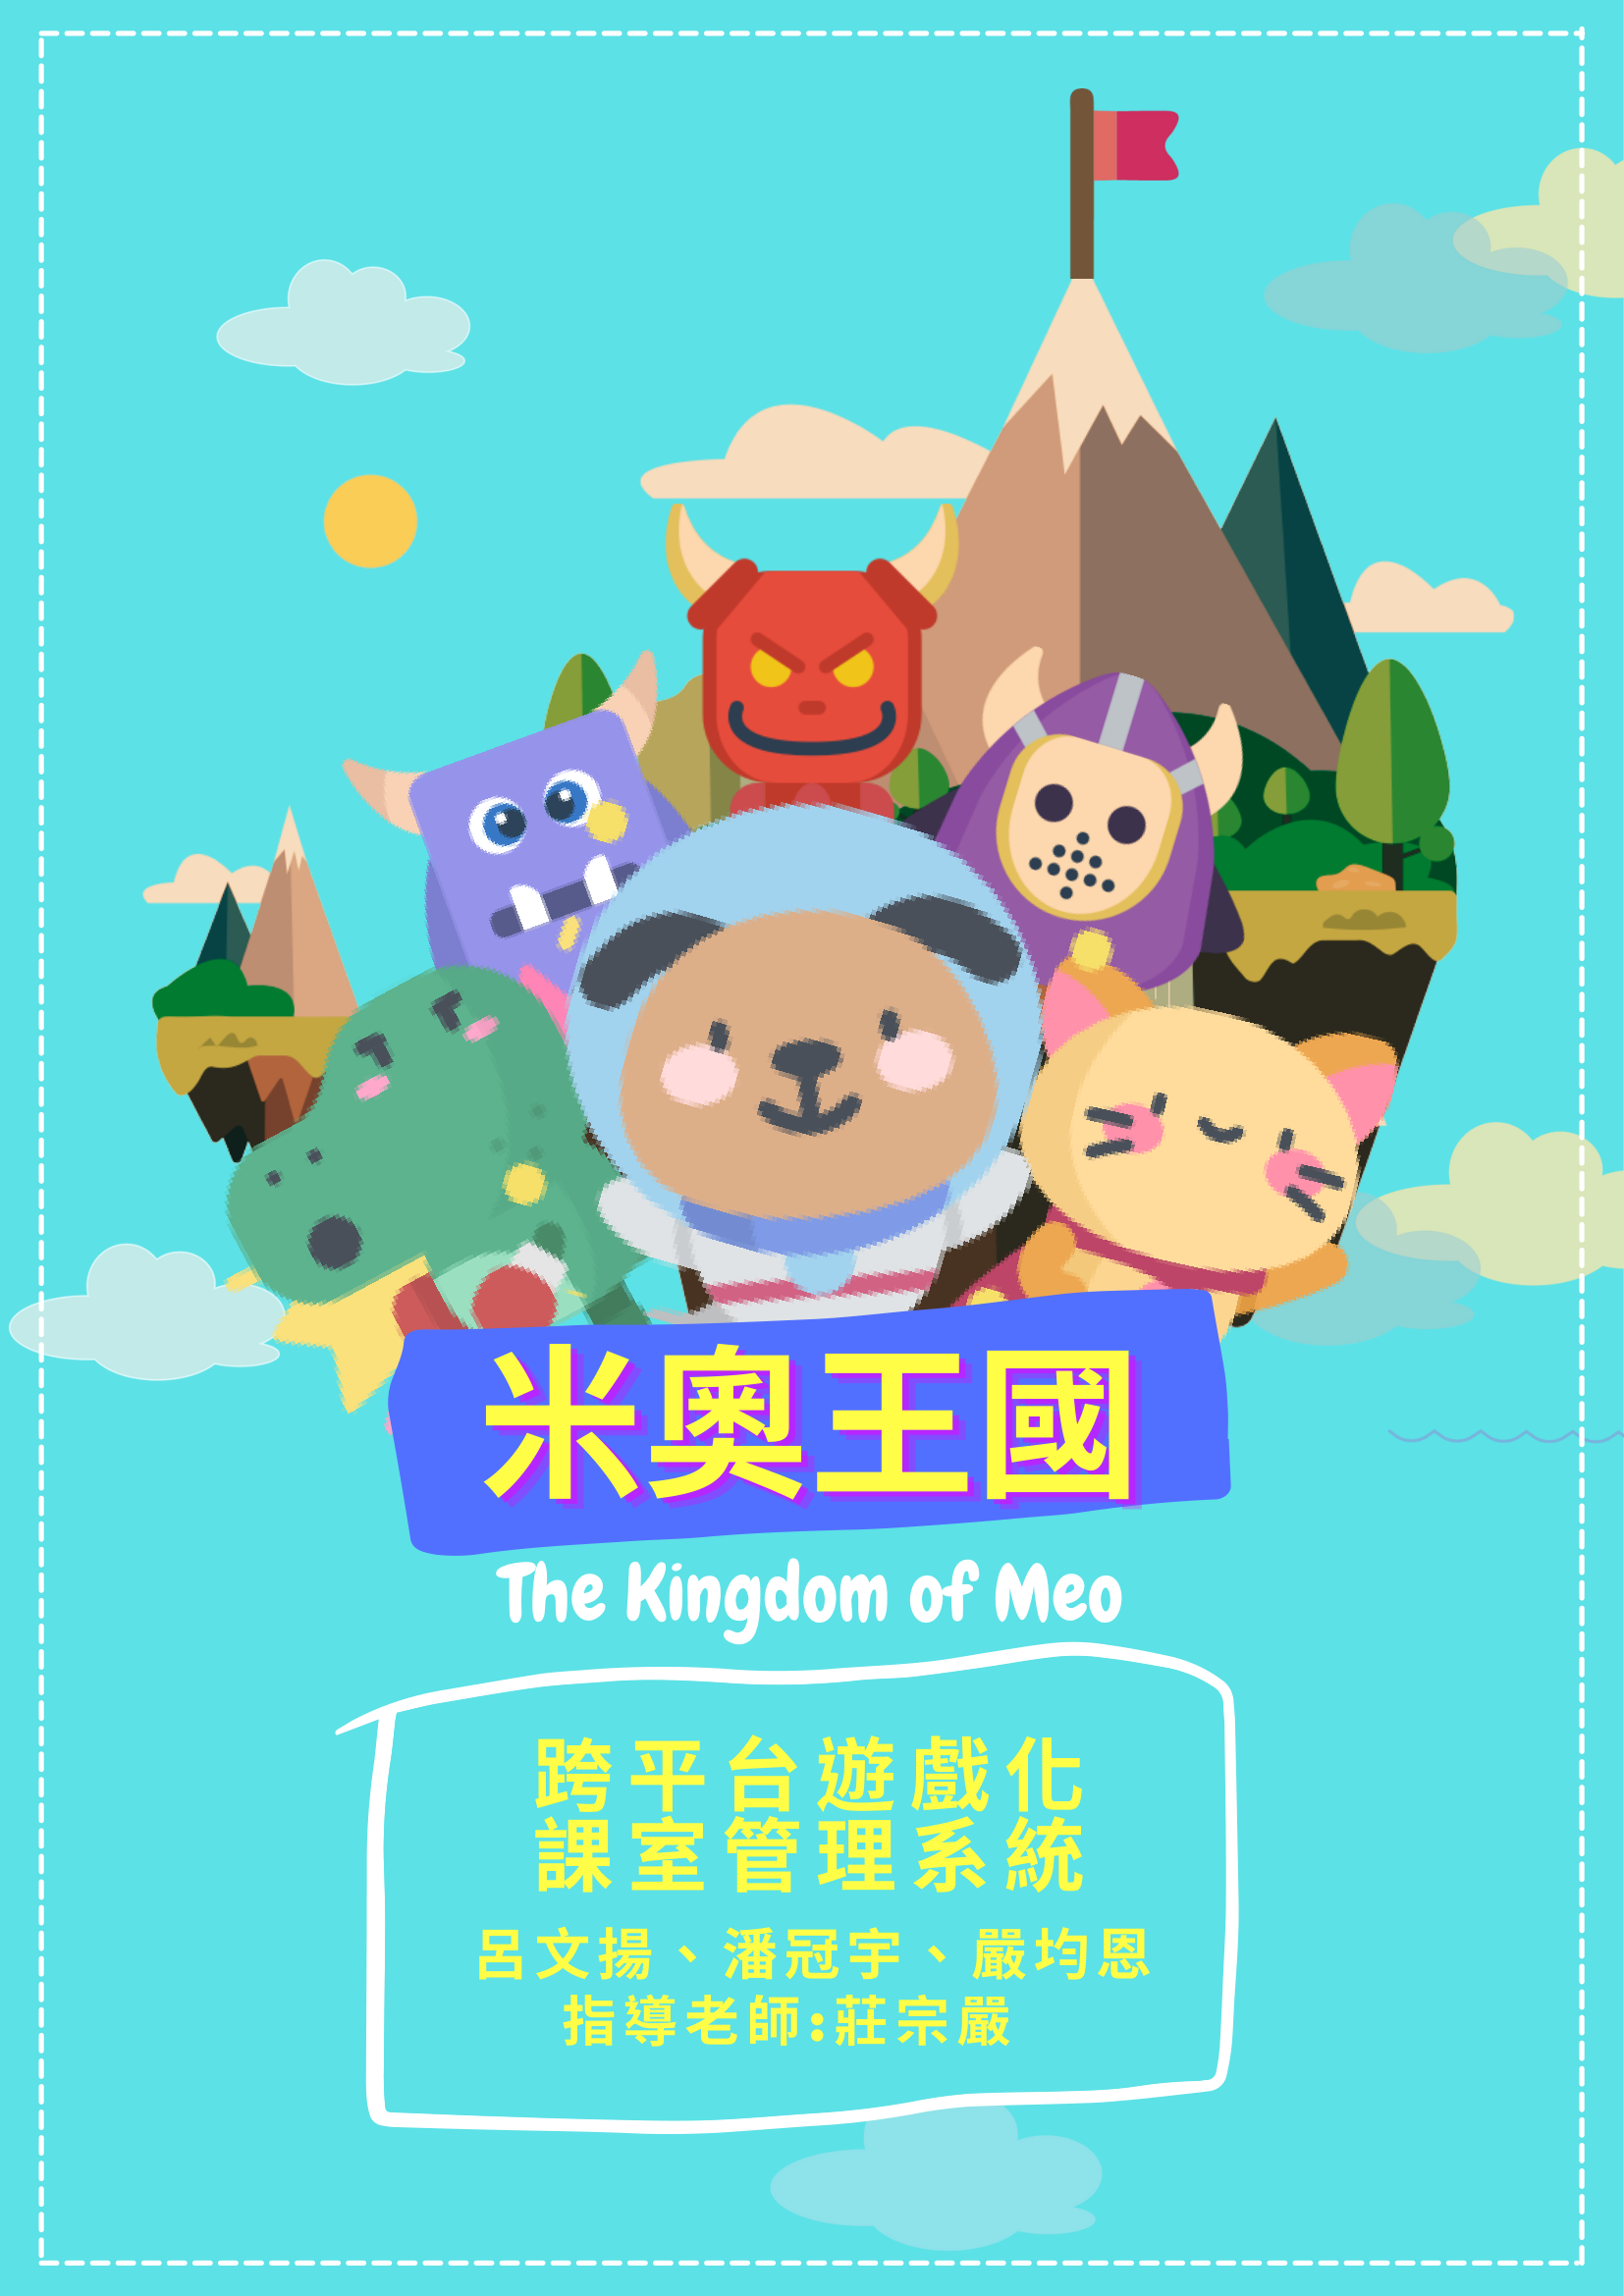 米奧王國
The Kingdom of Meo
跨平台遊戲化
課室管理系統
呂文揚、潘冠宇、嚴均恩
指導老師:莊宗嚴